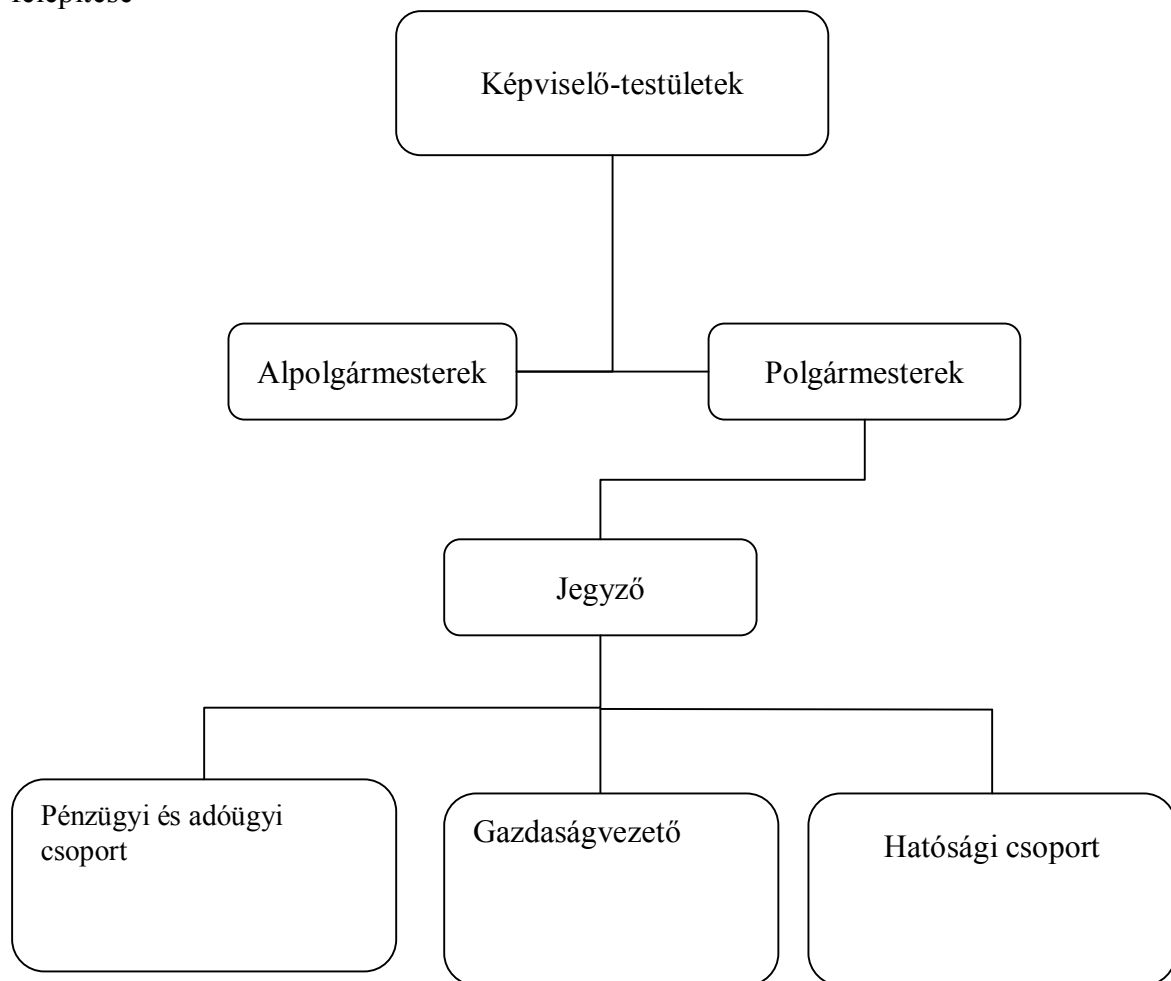 felépítése
Képviselő-testületek
Alpolgármesterek
Polgármesterek
Jegyző
Pénzügyi és adóügyi
csoport
Gazdaságvezető
Hatósági csoport